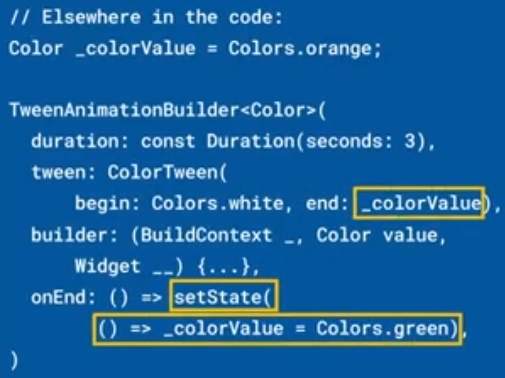 // Elsewhere in the code:
Color _colorValue = Colors.orange;
TweenAnimationBuilder<Color>(
duration: const Duration(seconds: 3),
tween: ColorTween(
begin: Colors.white, end: _colorValue),
builder: (BuildContext _, Color value,
Widget __) {...},
onEnd: () => setState(
() => _colorValue = Colors.green),
)